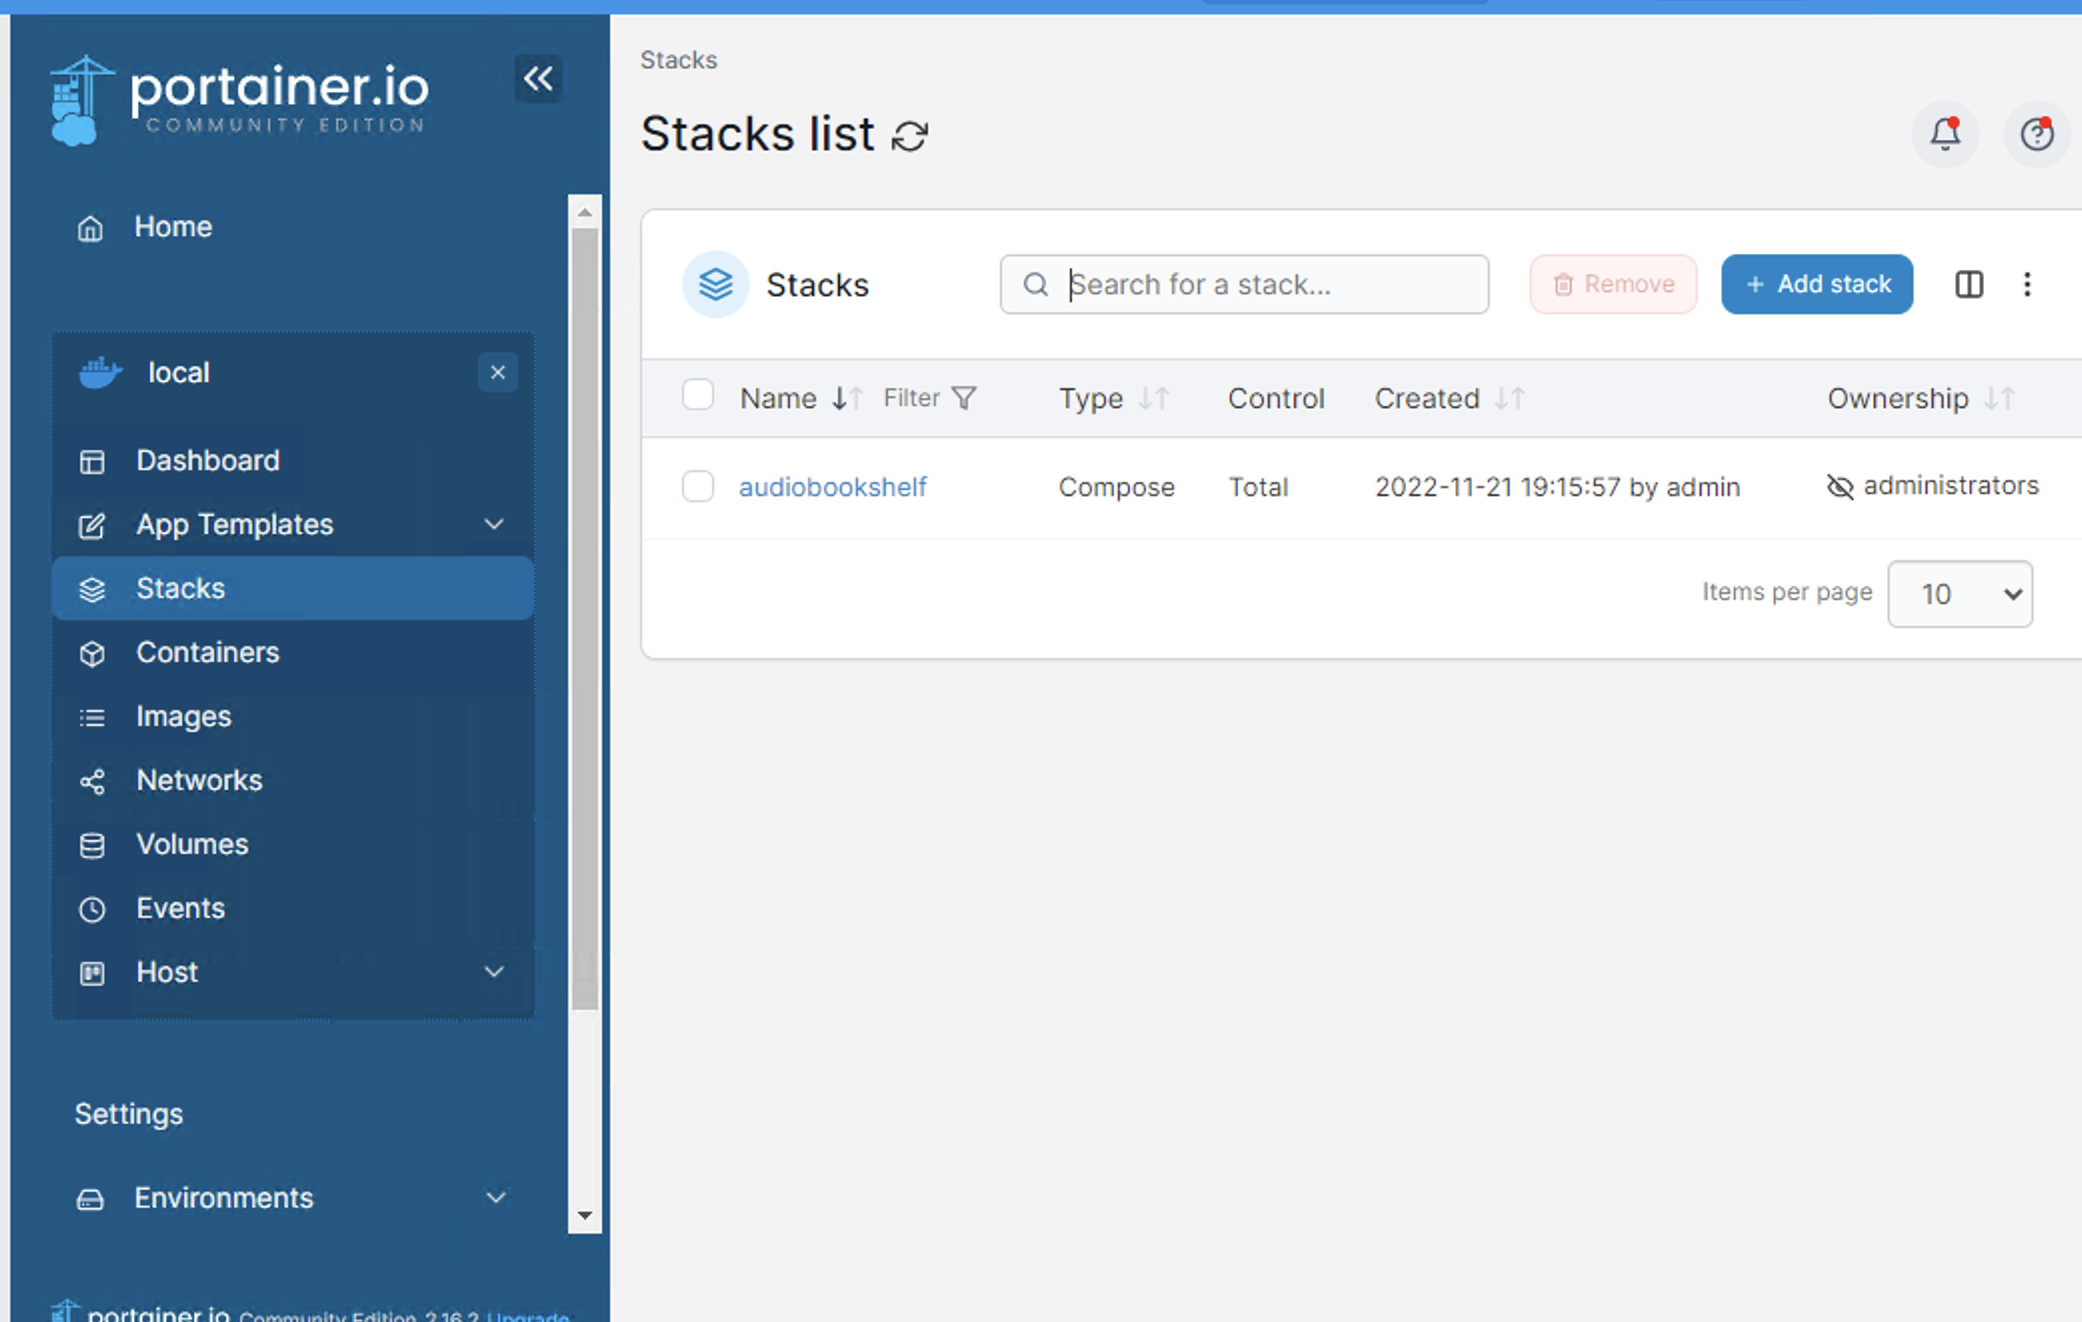 portainer.io
COMMUNITY EDITION
Home
local
Dashboard
App Templates
Stacks
Containers
Images
Networks
Volumes
Events
Host
Settings
Environments
portainer.io Community Edition 2.16.2 Upgrade
Stacks
Stacks list
Stacks
Search for a stack...
Remove
+ Add stack
Name Filter Type Control Created Ownership
audiobookshelf Compose Total 2022-11-21 19:15:57 by admin administrators
Items per page 10